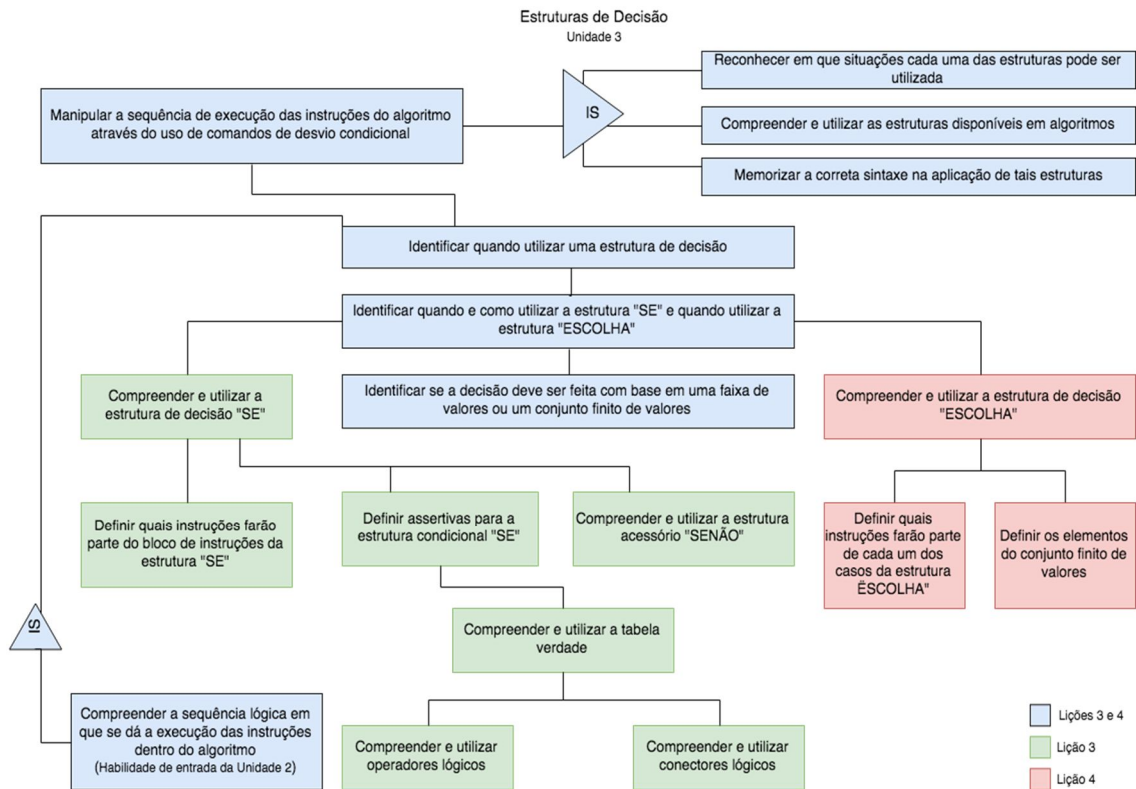 Estruturas de Decisão
Unidade 3
Reconhecer em que situações cada uma das estruturas pode ser
utilizada
Manipular a sequência de execução das instruções do algoritmo
através do uso de comandos de desvio condicional
IS
Compreender e utilizar as estruturas disponíveis em algoritmos
Memorizar a correta sintaxe na aplicação de tais estruturas
Identificar quando utilizar uma estrutura de decisão
Identificar quando e como utilizar a estrutura "SE" e quando utilizar a
estrutura "ESCOLHA"
Compreender e utilizar a
estrutura de decisão "SE"
Identificar se a decisão deve ser feita com base em uma faixa de
valores ou um conjunto finito de valores
Compreender e utilizar a estrutura de decisão
"ESCOLHA"
Definir quais instruções farão
parte do bloco de instruções da
estrutura "SE"
Definir assertivas para a
estrutura condicional "SE"
Compreender e utilizar a estrutura
acessório "SENÃO"
Definir quais
instruções farão parte
de cada um dos
casos da estrutura
ËSCOLHA"
Definir os elementos
do conjunto finito de
valores
IS
Compreender e utilizar a tabela
verdade
Compreender a sequência lógica em
que se dá a execução das instruções
dentro do algoritmo
(Habilidade de entrada da Unidade 2)
Compreender e utilizar
operadores lógicos
Compreender e utilizar
conectores lógicos
Lições 3 e 4
Lição 3
Lição 4